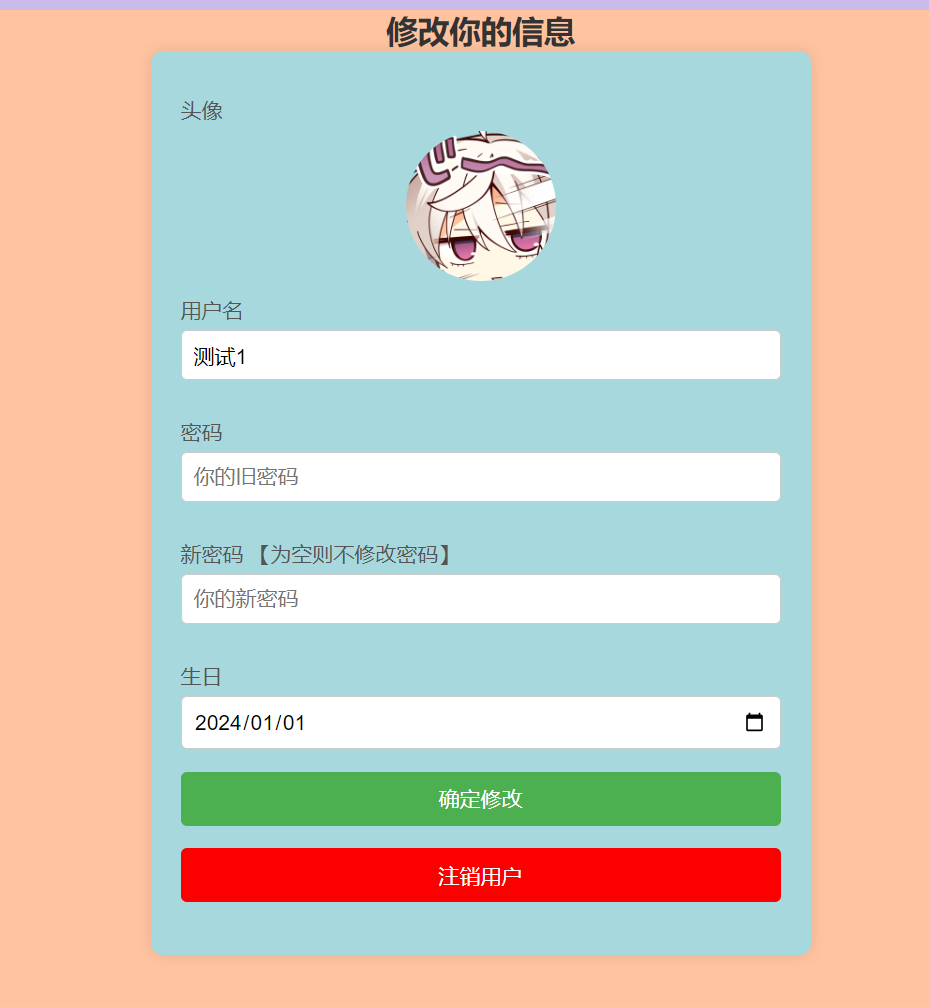 修改你的信息
头像
用户名
测试1
密码
你的旧密码
新密码 【为空则不修改密码】
你的新密码
生日
2024/01/01
确定修改
注销用户